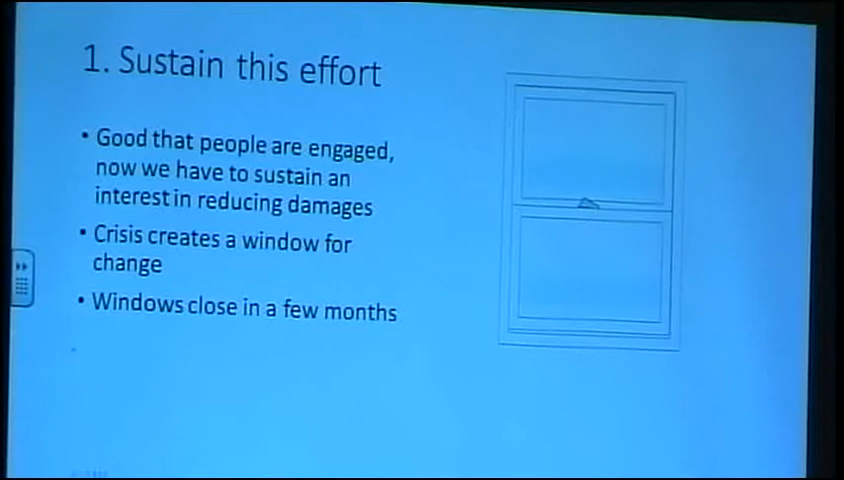 1. Sustain this effort
• Good that people are engaged,
now we have to sustain an
interest in reducing damages
• Crisis creates a window for
change
• Windows close in a few months